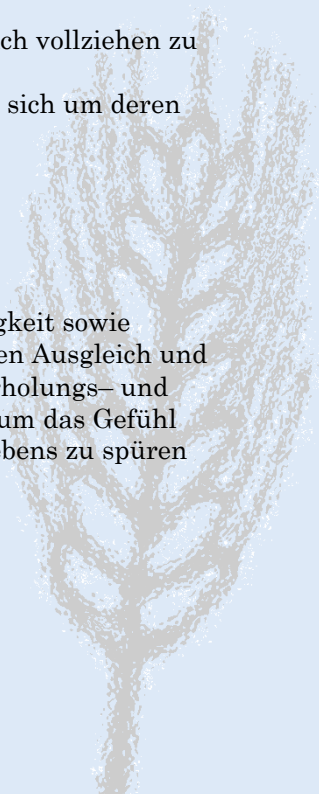 ch vollziehen zu
sich um deren
gkeit sowie
en Ausgleich und
holungs– und
um das Gefühl
bens zu spüren